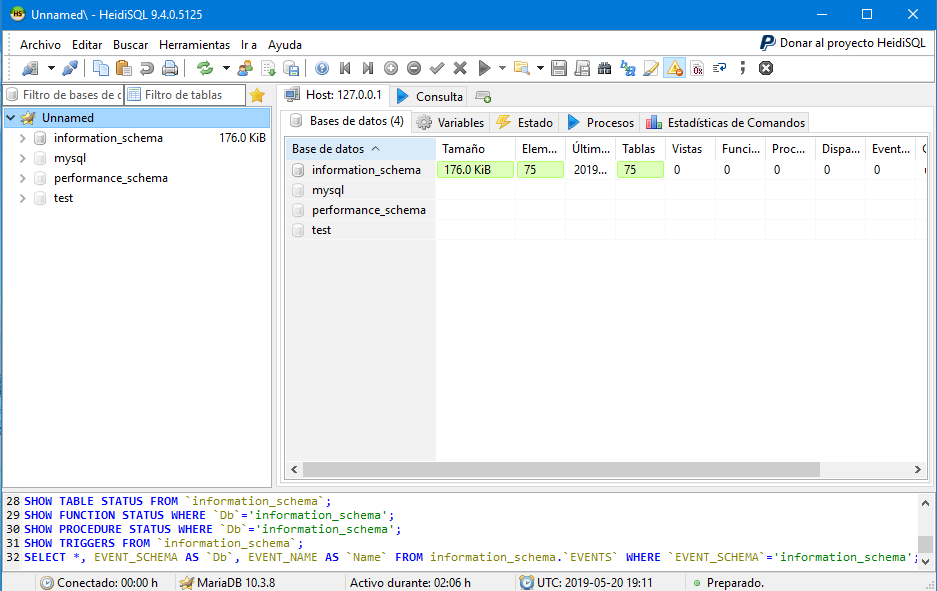 Unnamed\ - HeidiSQL 9.4.0.5125
Archivo Editar Buscar Herramientas Ir a Ayuda
Donar al proyecto HeidiSQL
Filtro de bases de c Filtro de tablas
Host: 127.0.0.1 Consulta
Unnamed
information_schema 176.0 KiB
mysql
performance_schema
test
Bases de datos (4) Variables Estado Procesos Estadísticas de Comandos
Base de datos Tamaño Elem... Últim... Tablas Vistas Funci... Proc... Dispa... Event...
information_schema 176.0 KiB 75 2019... 75 0 0 0 0 0
mysql
performance_schema
test
28 SHOW TABLE STATUS FROM `information_schema`;
29 SHOW FUNCTION STATUS WHERE `Db`='information_schema';
30 SHOW PROCEDURE STATUS WHERE `Db`='information_schema';
31 SHOW TRIGGERS FROM `information_schema`;
32 SELECT *, EVENT_SCHEMA AS `Db`, EVENT_NAME AS `Name` FROM information_schema.`EVENTS` WHERE `EVENT_SCHEMA`='information_schema';
Conectado: 00:00 h MariaDB 10.3.8 Activo durante: 02:06 h UTC: 2019-05-20 19:11 Preparado.